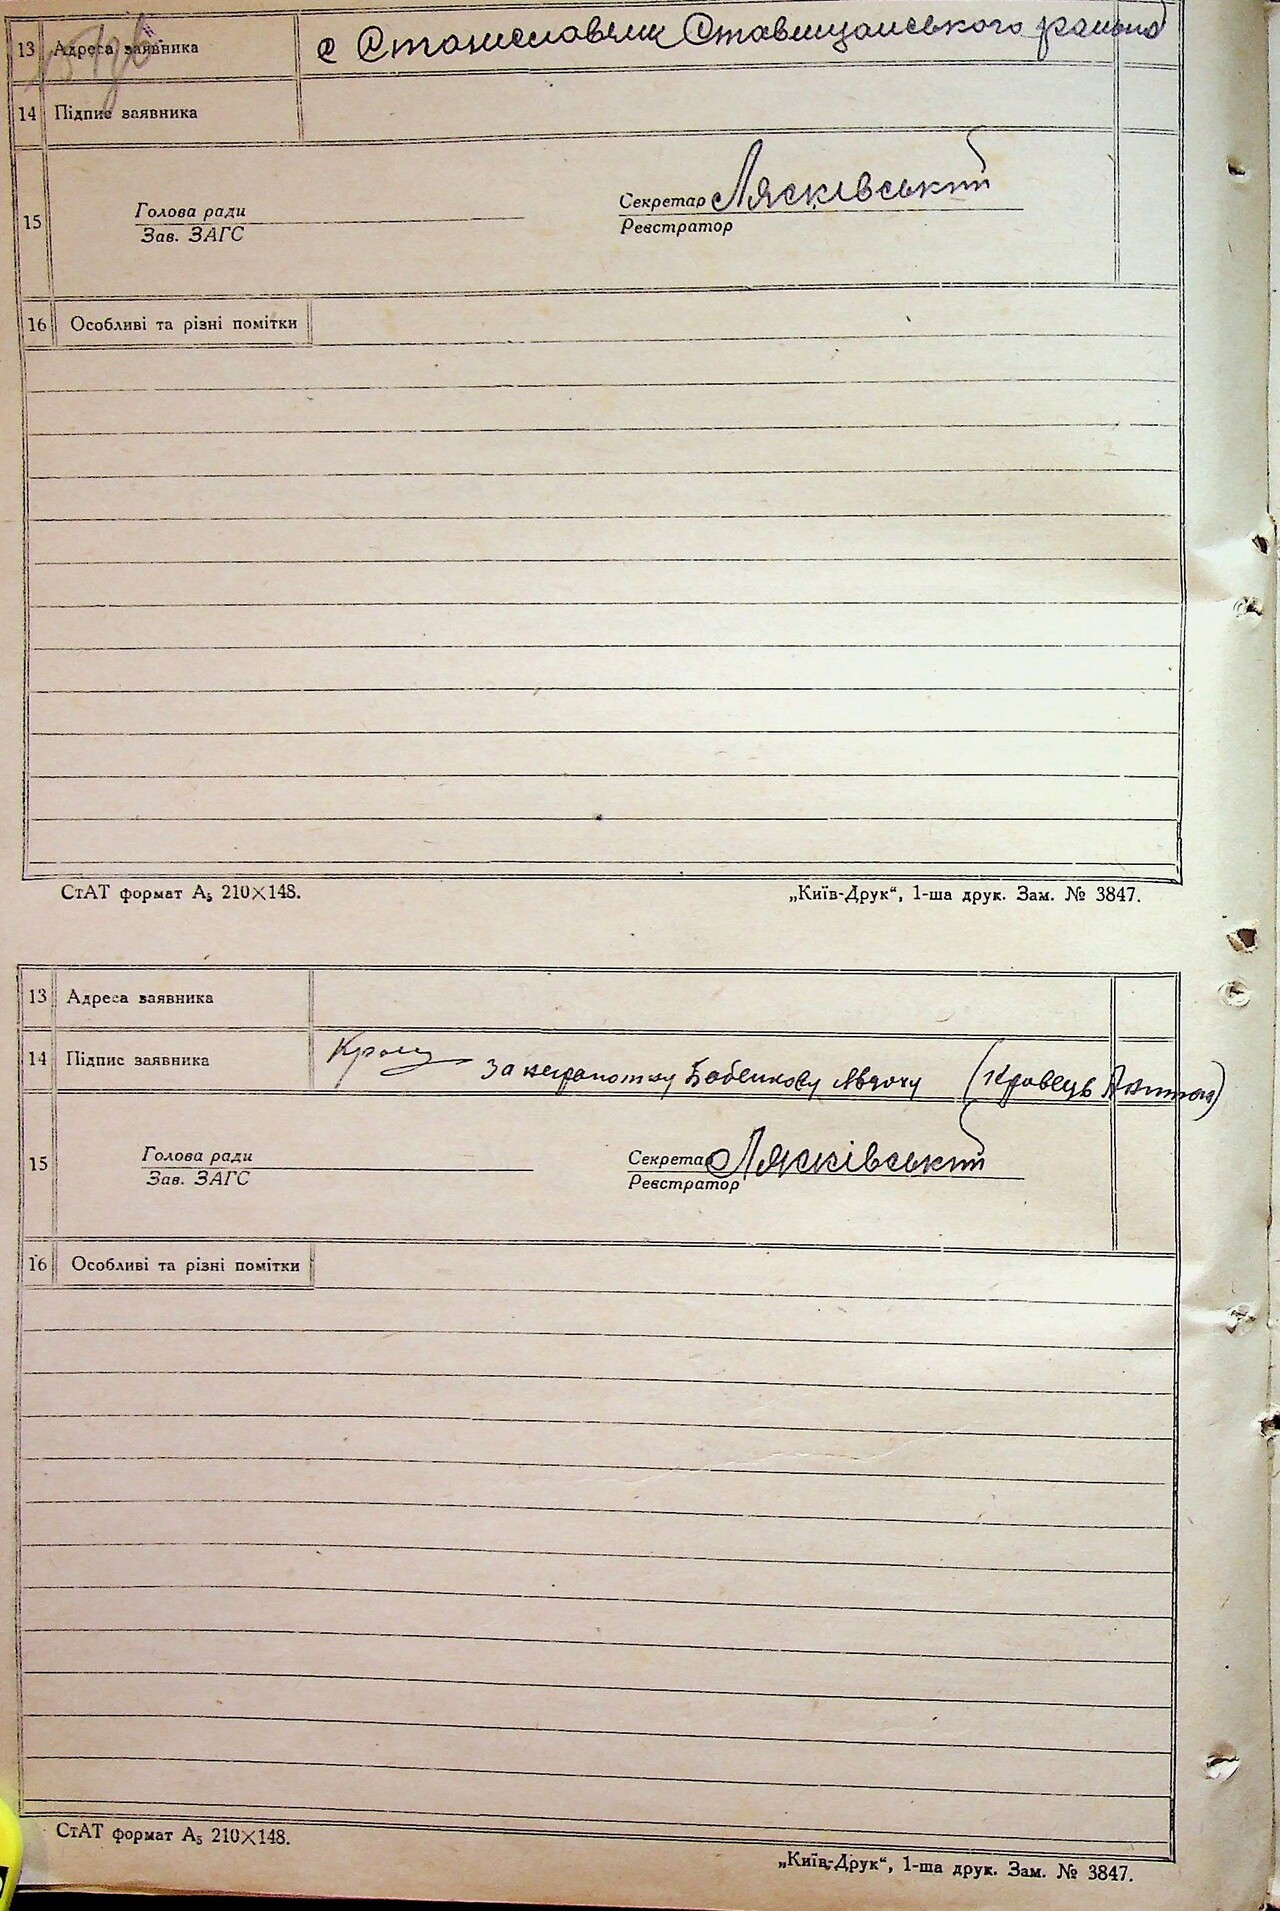 13 Адреса заявника с Станиславчик Ставищанського району
14 Підпис заявника
15 Голова ради Секретар Лясківський
Зав. ЗАГС Реєстратор
16 Особливі та різні помітки
СтАТ формат А5 210×148. „Київ-Друк“, 1-ша друк. Зам. № 3847.
13 Адреса заявника
14 Підпис заявника за неграмотну Бабенкову (Кравець Антон)
15 Голова ради Секретар Лясківський
Зав. ЗАГС Реєстратор
16 Особливі та різні помітки
СтАТ формат А5 210×148.
„Київ-Друк“, 1-ша друк. Зам. № 3847.